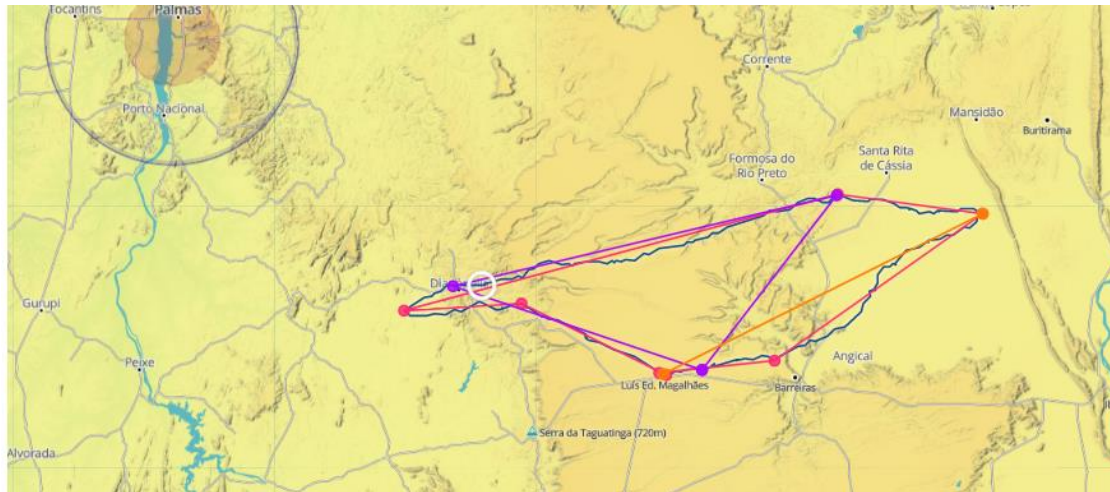 Tocantins
Palmas
Porto Nacional
Corrente
Mansidão
Buritirama
Formosa do
Rio Preto
Santa Rita
de Cássia
Gurupi
Peixe
Angical
Luís Ed. Magalhães
Barreiras
Serra da Taguatinga (720m)
Alvorada